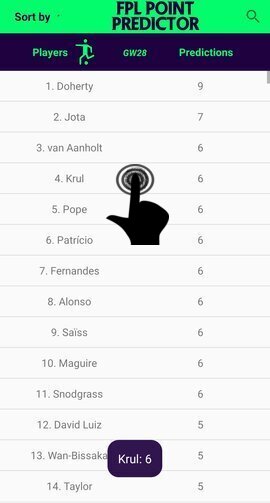 Sort by
FPL POINT
PREDICTOR
Players GW28 Predictions
1. Doherty 9
2. Jota 7
3. van Aanholt 6
4. Krul 6
5. Pope 6
6. Patrício 6
7. Fernandes 6
8. Alonso 6
9. Saïss 6
10. Maguire 6
11. Snodgrass 6
12. David Luiz 5
13. Wan-Bissaka 5
Krul: 6
14. Taylor 5